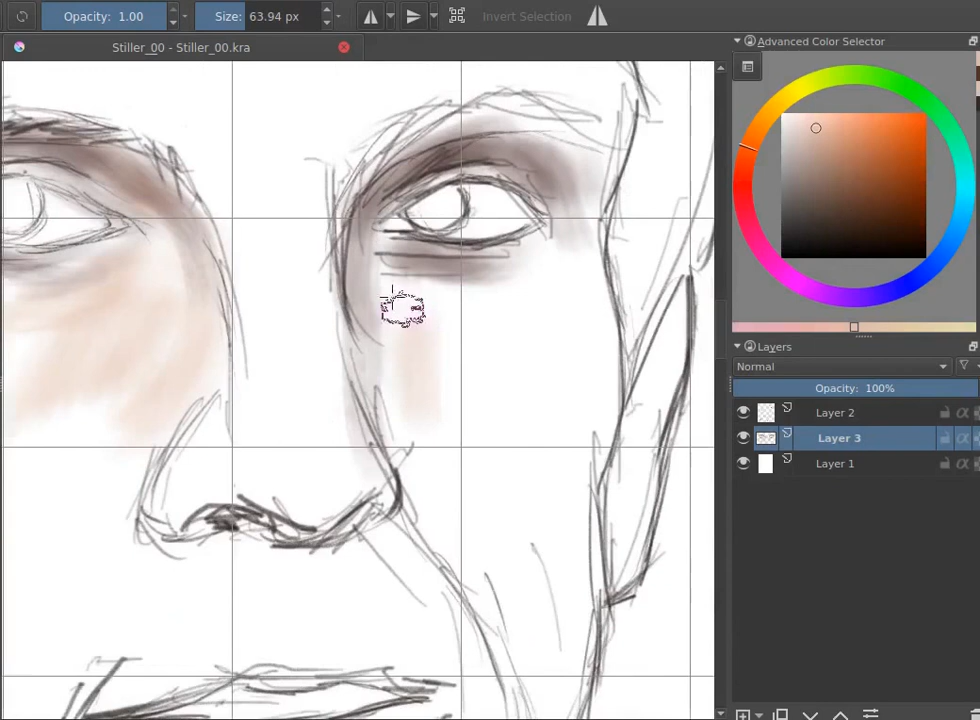 Opacity: 1.00
Size: 63.94 px
Invert Selection
Stiller_00 - Stiller_00.kra
Advanced Color Selector
Layers
Normal
Opacity: 100%
Layer 2
Layer 3
Layer 1